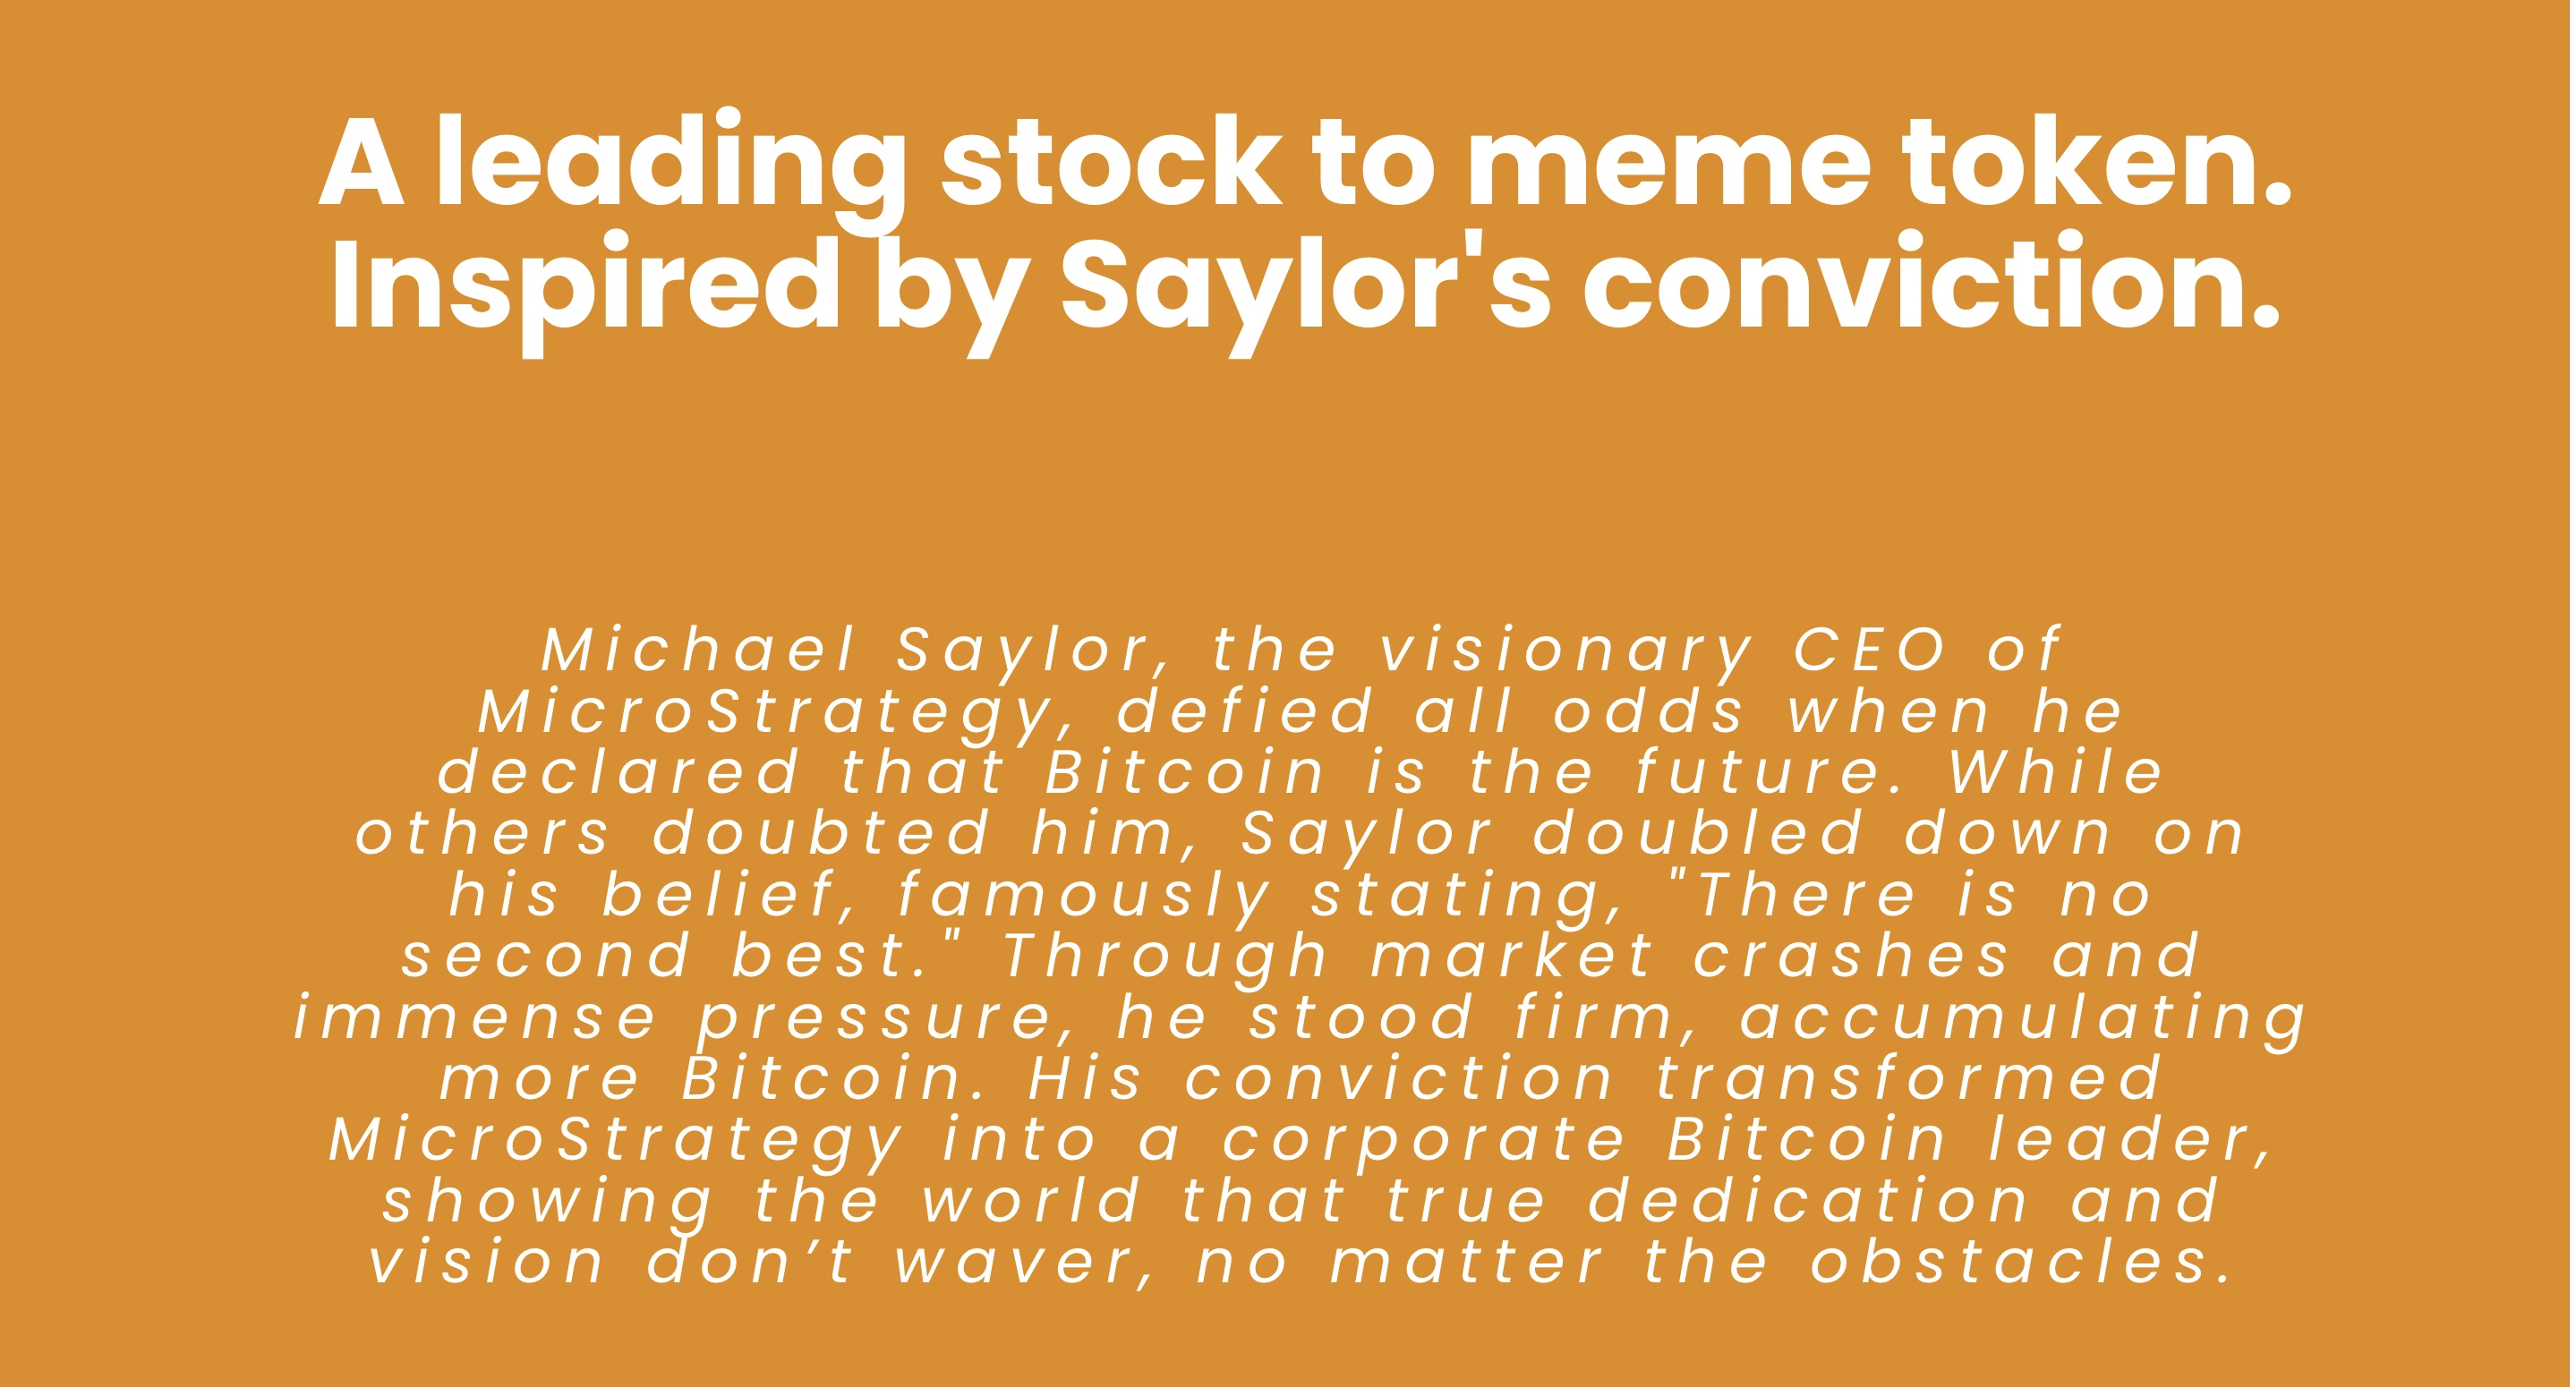 A leading stock to meme token.
Inspired by Saylor's conviction.
Michael Saylor, the visionary CEO of
MicroStrategy, defied all odds when he
declared that Bitcoin is the future. While
others doubted him, Saylor doubled down on
his belief, famously stating, "There is no
second best." Through market crashes and
immense pressure, he stood firm, accumulating
more Bitcoin. His conviction transformed
MicroStrategy into a corporate Bitcoin leader,
showing the world that true dedication and
vision don’t waver, no matter the obstacles.